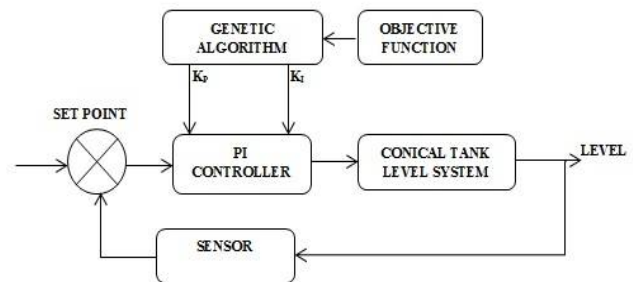 GENETIC
ALGORITHM
OBJECTIVE
FUNCTION
KP
KI
SET POINT
PI
CONTROLLER
CONICAL TANK
LEVEL SYSTEM
LEVEL
SENSOR